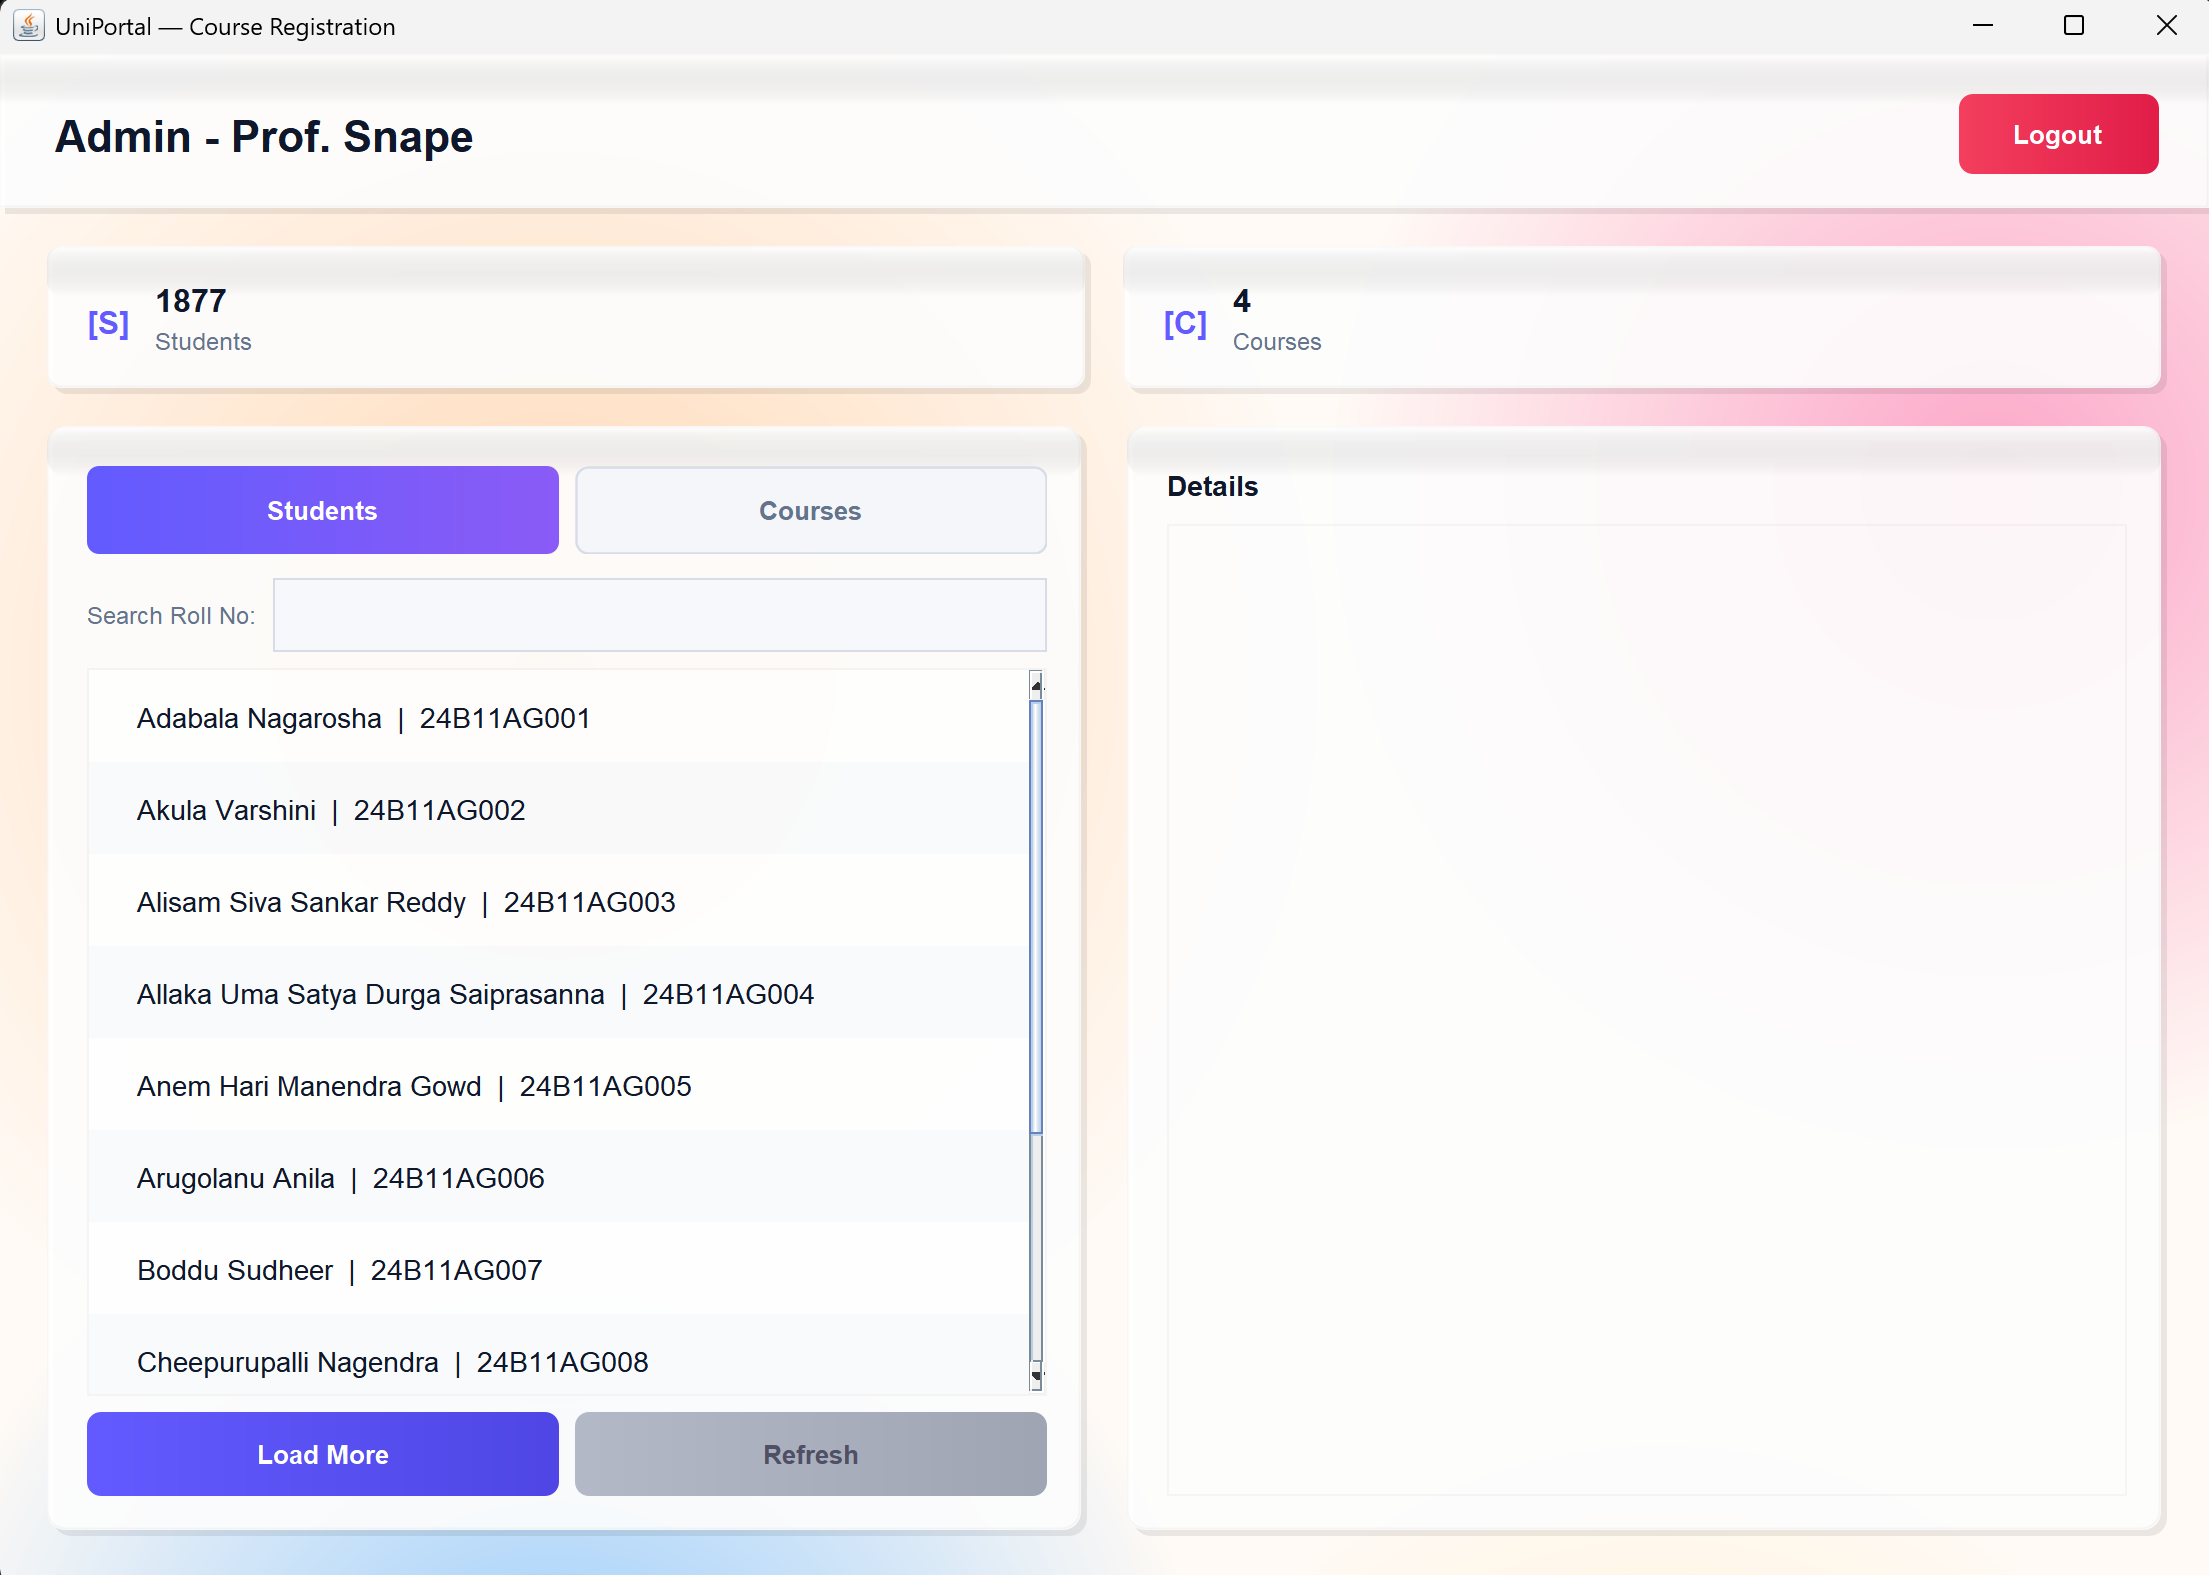 UniPortal — Course Registration
Admin - Prof. Snape
Logout
[S]
1877
Students
[C]
4
Courses
Students
Courses
Search Roll No:
Adabala Nagarosha | 24B11AG001
Akula Varshini | 24B11AG002
Alisam Siva Sankar Reddy | 24B11AG003
Allaka Uma Satya Durga Saiprasanna | 24B11AG004
Anem Hari Manendra Gowd | 24B11AG005
Arugolanu Anila | 24B11AG006
Boddu Sudheer | 24B11AG007
Cheepurupalli Nagendra | 24B11AG008
Load More
Refresh
Details